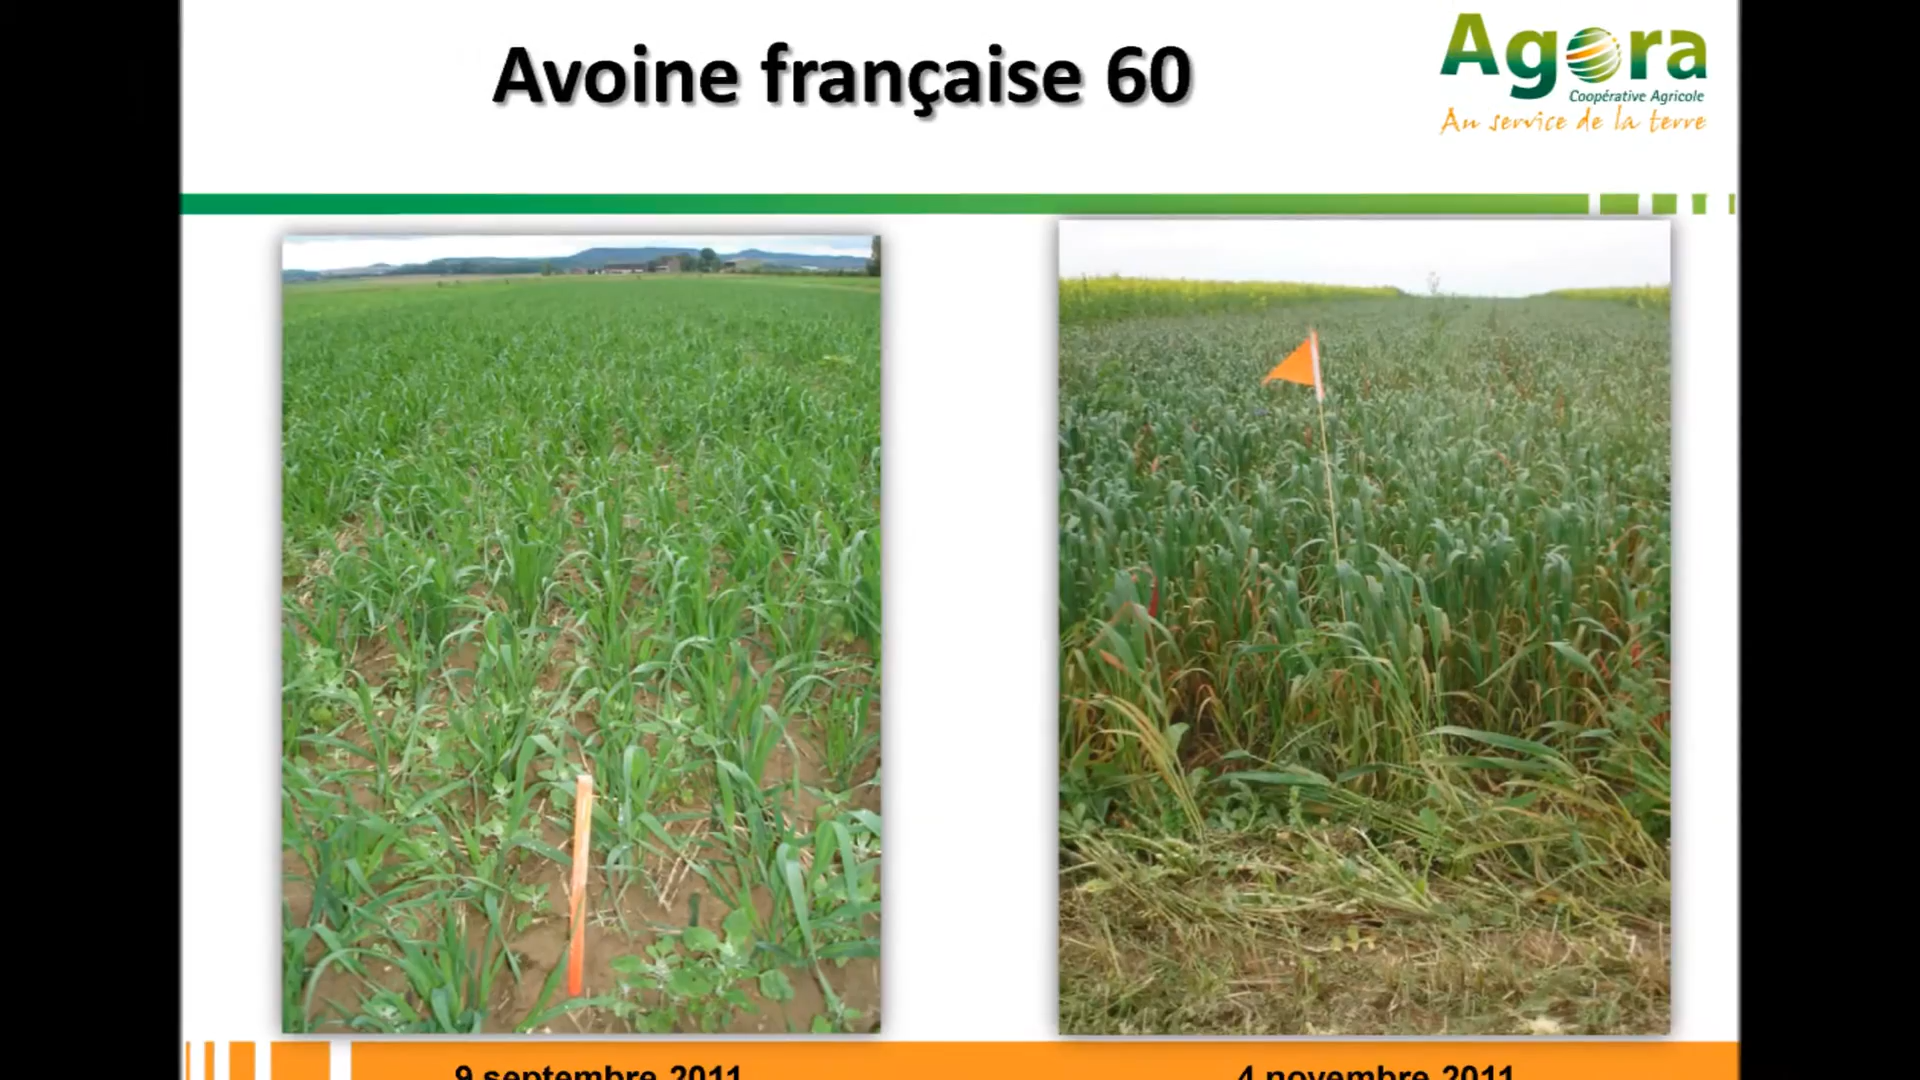 Avoine française 60
Agora
Coopérative Agricole
Au service de la terre
9 septembre 2011
4 novembre 2011